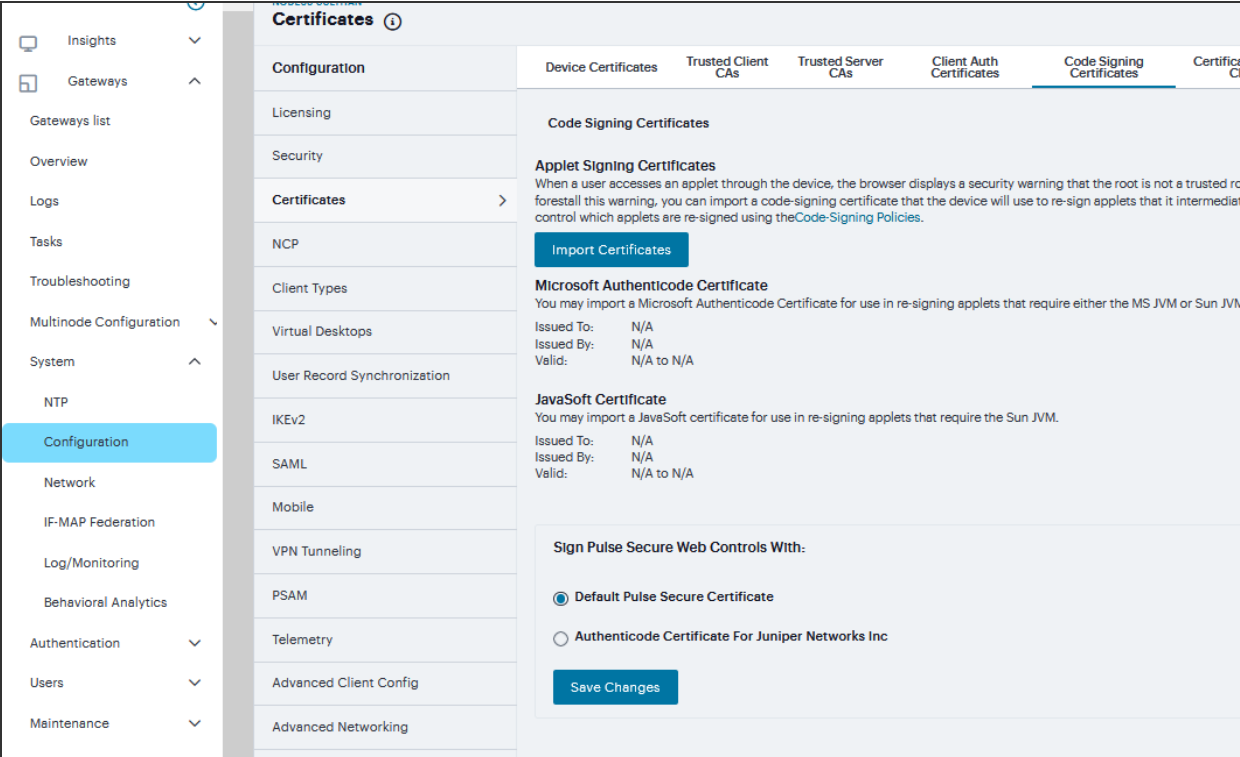 Insights
Gateways
Gateways list
Overview
Logs
Tasks
Troubleshooting
Multinode Configuration
System
NTP
Configuration
Network
IF-MAP Federation
Log/Monitoring
Behavioral Analytics
Authentication
Users
Maintenance
Certificates
Configuration
Licensing
Security
Certificates
NCP
Client Types
Virtual Desktops
User Record Synchronization
IKEv2
SAML
Mobile
VPN Tunneling
PSAM
Telemetry
Advanced Client Config
Advanced Networking
Device Certificates
Trusted Client
CAs
Trusted Server
CAs
Client Auth
Certificates
Code Signing
Certificates
Code Signing Certificates
Applet Signing Certificates
When a user accesses an applet through the device, the browser displays a security warning that the root is not a trusted
forestall this warning, you can import a code-signing certificate that the device will use to re-sign applets that it
control which applets are re-signed using theCode-Signing Policies.
Import Certificates
Microsoft Authenticode Certificate
You may import a Microsoft Authenticode Certificate for use in re-signing applets that require either the MS JVM or Sun
Issued To: N/A
Issued By: N/A
Valid: N/A to N/A
JavaSoft Certificate
You may import a JavaSoft certificate for use in re-signing applets that require the Sun JVM.
Issued To: N/A
Issued By: N/A
Valid: N/A to N/A
Sign Pulse Secure Web Controls With:
Default Pulse Secure Certificate
Authenticode Certificate For Juniper Networks Inc
Save Changes